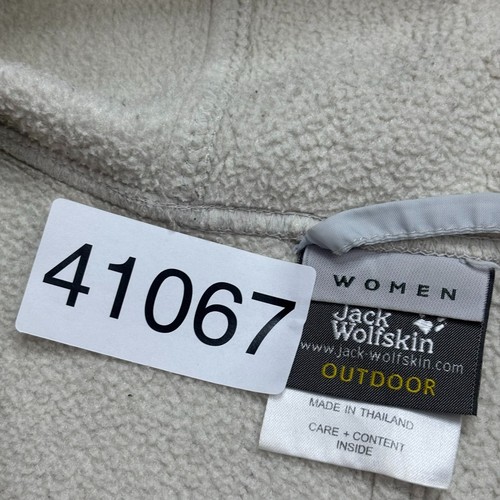 41067
WOMEN
Jack
Wolfskin
www.jack-wolfskin.com
OUTDOOR
MADE IN THAILAND
CARE + CONTENT
INSIDE